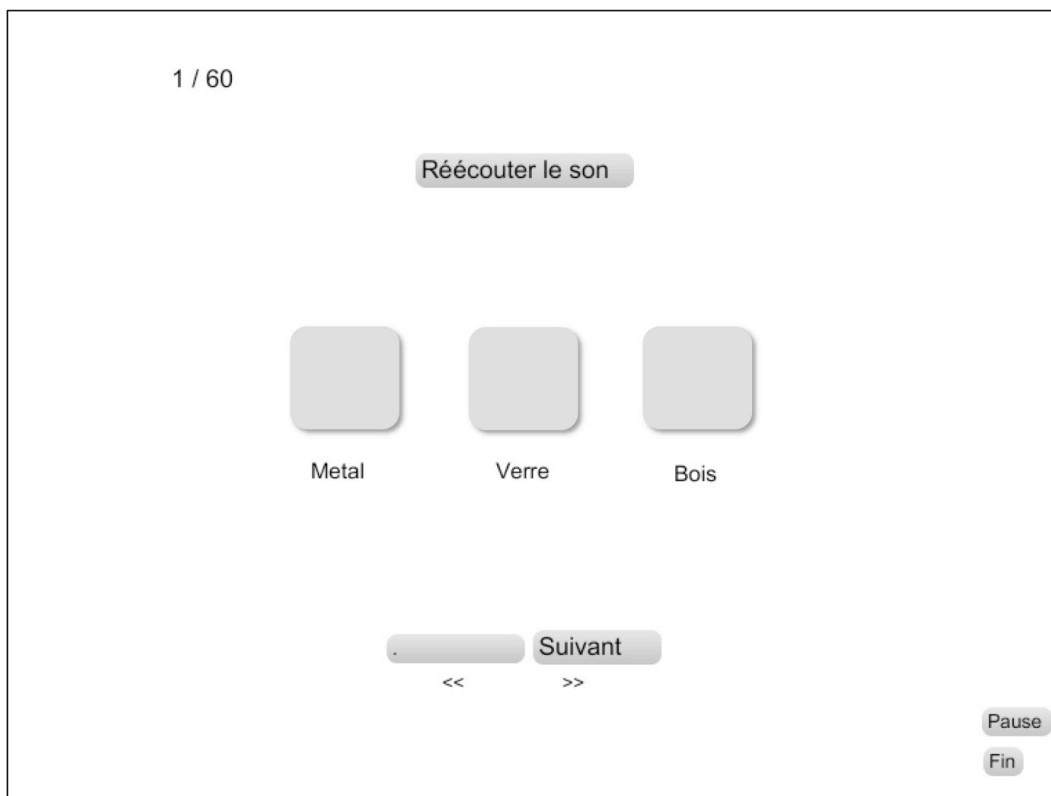 1 / 60
Réécouter le son
Metal Verre Bois
. Suivant
<< >>
Pause
Fin